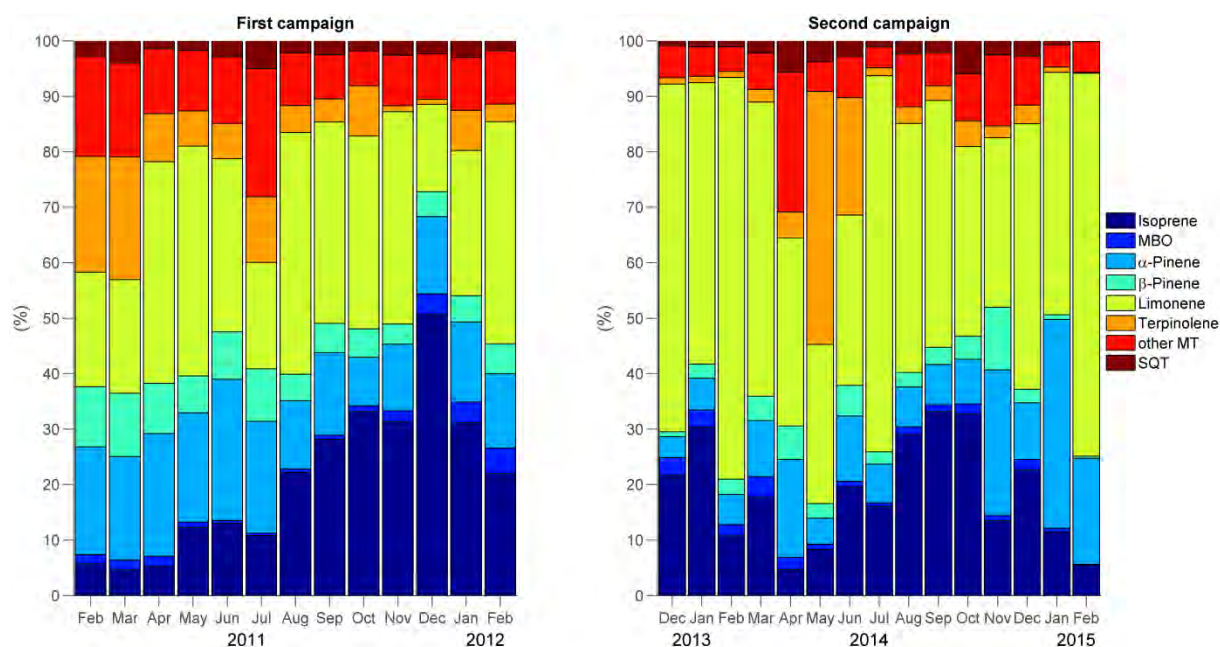 First campaign
(%)
100
90
80
70
60
50
40
30
20
10
0
Feb Mar Apr May Jun Jul Aug Sep Oct Nov Dec Jan Feb
2011 2012
Second campaign
(%)
100
90
80
70
60
50
40
30
20
10
0
Dec Jan Feb Mar Apr May Jun Jul Aug Sep Oct Nov Dec Jan Feb
2013 2014 2015
Isoprene
MBO
α-Pinene
β-Pinene
Limonene
Terpinolene
other MT
SQT